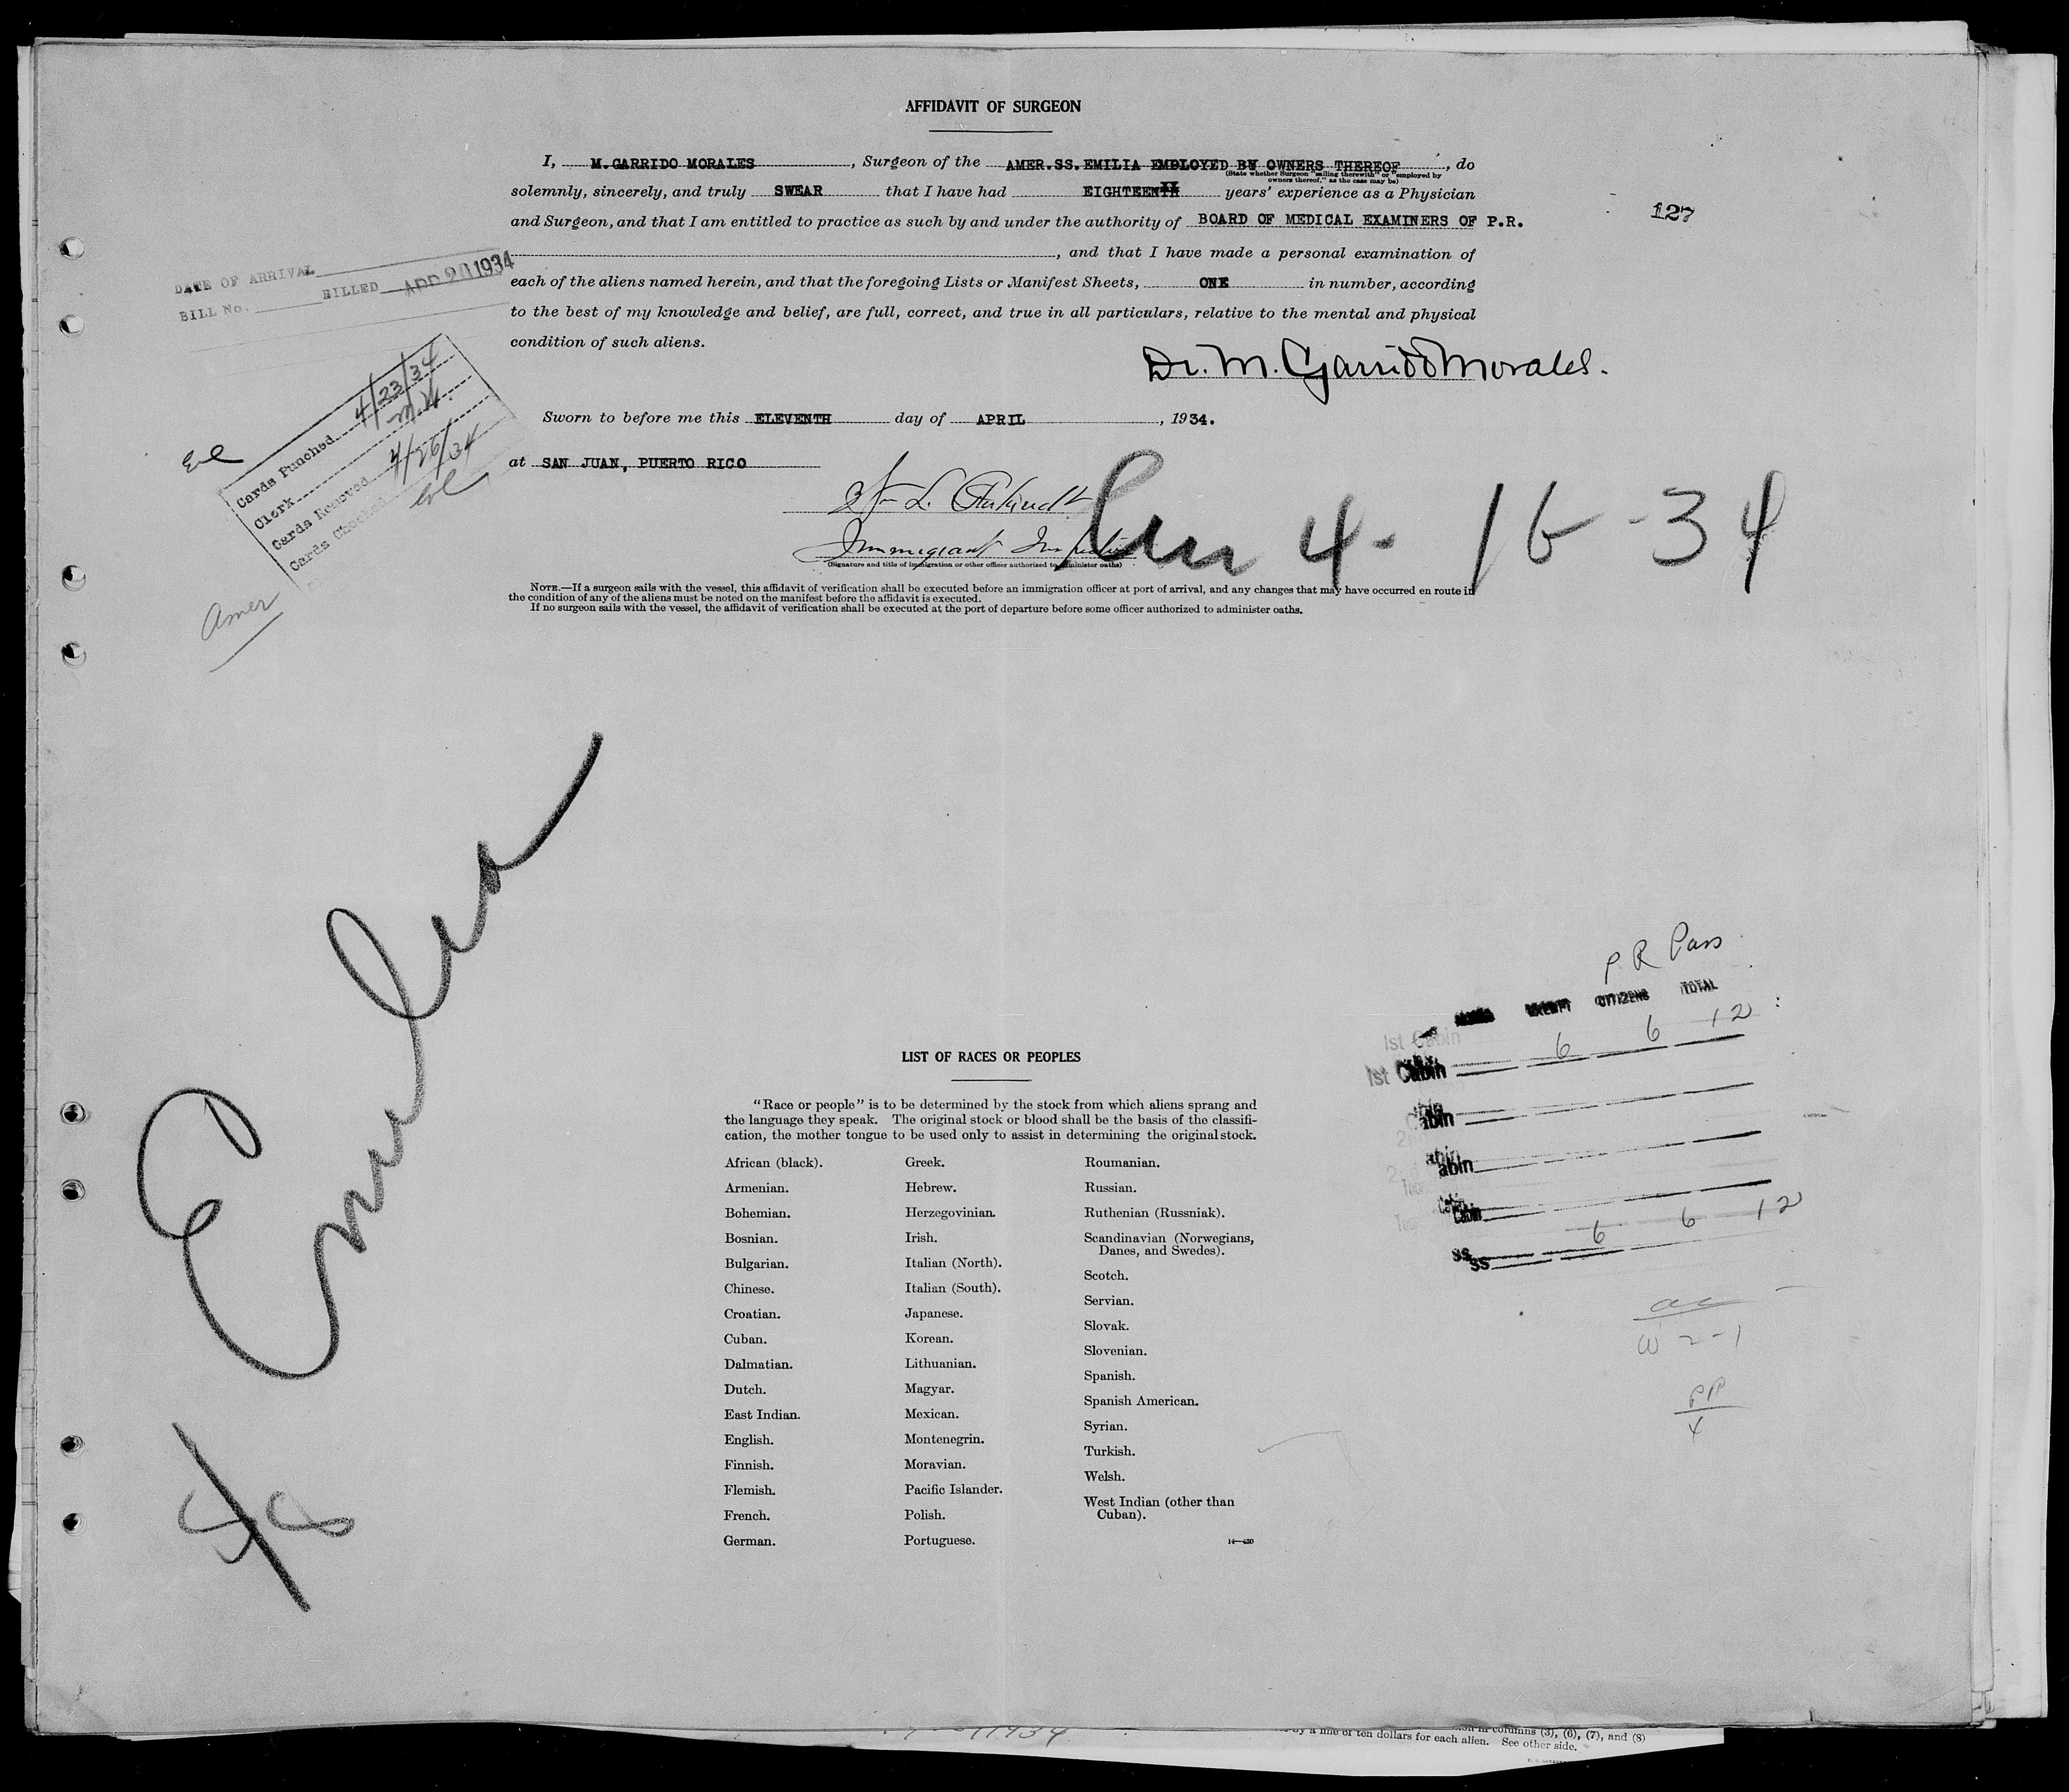 AFFIDAVIT OF SURGEON
I, M. GARRIDO MORALES, Surgeon of the AMER.SS. EMILIA EMPLOYED BY OWNERS THEREOF, do
(State whether Surgeon "sailing therewith" or "employed by
owners thereof," as the case may be)
solemnly, sincerely, and truly SWEAR that I have had EIGHTEEN years' experience as a Physician
and Surgeon, and that I am entitled to practice as such by and under the authority of BOARD OF MEDICAL EXAMINERS OF P.R.
127
, and that I have made a personal examination of
each of the aliens named herein, and that the foregoing Lists or Manifest Sheets, ONE in number, according
to the best of my knowledge and belief, are full, correct, and true in all particulars, relative to the mental and physical
condition of such aliens.
DATE OF ARRIVAL
BILL No. BILLED APR 20 1934
Dr. M. Garrido Morales.
Cards Punched 4/23/34
Clerk
Cards Removed 4/26/34
Cards Checked
Amer
Sworn to before me this ELEVENTH day of APRIL, 1934.
at SAN JUAN, PUERTO RICO
Immigrant Inspector
(Signature and title of immigration or other officer authorized to administer oaths)
4-16-34
NOTE.—If a surgeon sails with the vessel, this affidavit of verification shall be executed before an immigration officer at port of arrival, and any changes that may have occurred en route in
the condition of any of the aliens must be noted on the manifest before the affidavit is executed.
If no surgeon sails with the vessel, the affidavit of verification shall be executed at the port of departure before some officer authorized to administer oaths.
Emilia
P R Pass
EXEMPT CITIZENS TOTAL
1st Cabin
1st Cabin 6 6 12
Cabin
SS 6 6 12
W 2-1
PP
LIST OF RACES OR PEOPLES
"Race or people" is to be determined by the stock from which aliens sprang and
the language they speak. The original stock or blood shall be the basis of the classifi-
cation, the mother tongue to be used only to assist in determining the original stock.
African (black).
Armenian.
Bohemian.
Bosnian.
Bulgarian.
Chinese.
Croatian.
Cuban.
Dalmatian.
Dutch.
East Indian.
English.
Finnish.
Flemish.
French.
German.
Greek.
Hebrew.
Herzegovinian.
Irish.
Italian (North).
Italian (South).
Japanese.
Korean.
Lithuanian.
Magyar.
Mexican.
Montenegrin.
Moravian.
Pacific Islander.
Polish.
Portuguese.
Roumanian.
Russian.
Ruthenian (Russniak).
Scandinavian (Norwegians,
Danes, and Swedes).
Scotch.
Servian.
Slovak.
Slovenian.
Spanish.
Spanish American.
Syrian.
Turkish.
Welsh.
West Indian (other than
Cuban).
14—430
in columns (3), (6), (7), and (8)
by a fine of ten dollars for each alien. See other side.